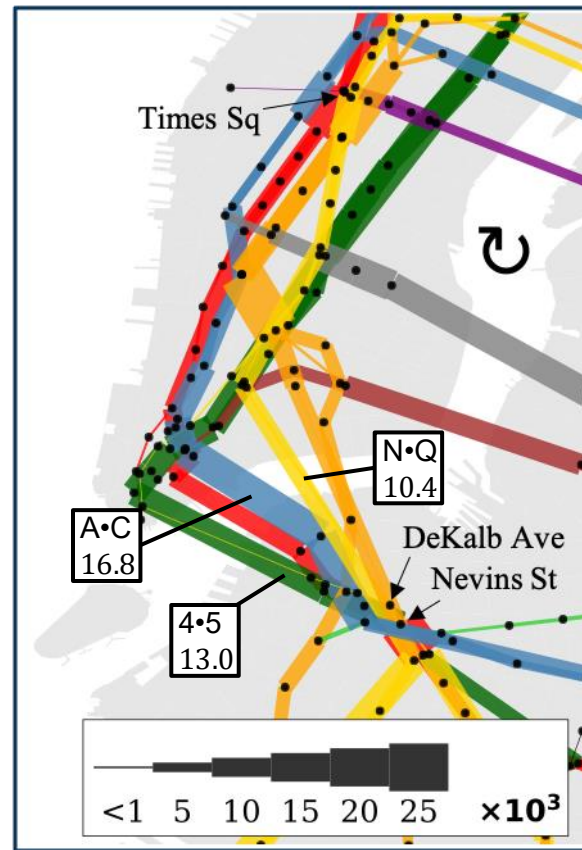 Times Sq
↻
N•Q
10.4
A•C
16.8
DeKalb Ave
Nevins St
4•5
13.0
<1 5 10 15 20 25 ×10³